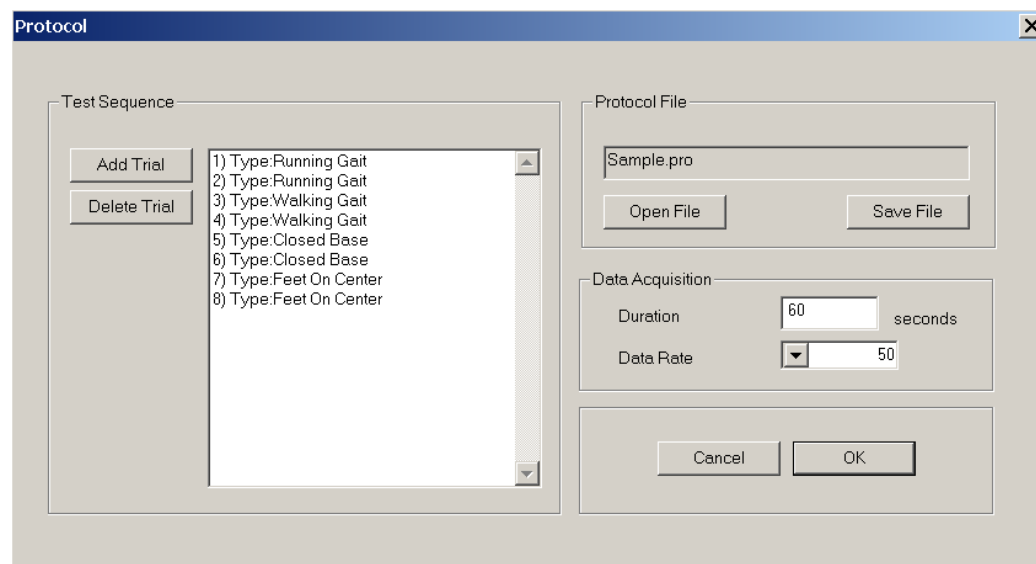 Protocol
Test Sequence
Add Trial
Delete Trial
1) Type:Running Gait
2) Type:Running Gait
3) Type:Walking Gait
4) Type:Walking Gait
5) Type:Closed Base
6) Type:Closed Base
7) Type:Feet On Center
8) Type:Feet On Center
Protocol File
Sample.pro
Open File
Save File
Data Acquisition
Duration
60
seconds
Data Rate
50
Cancel
OK